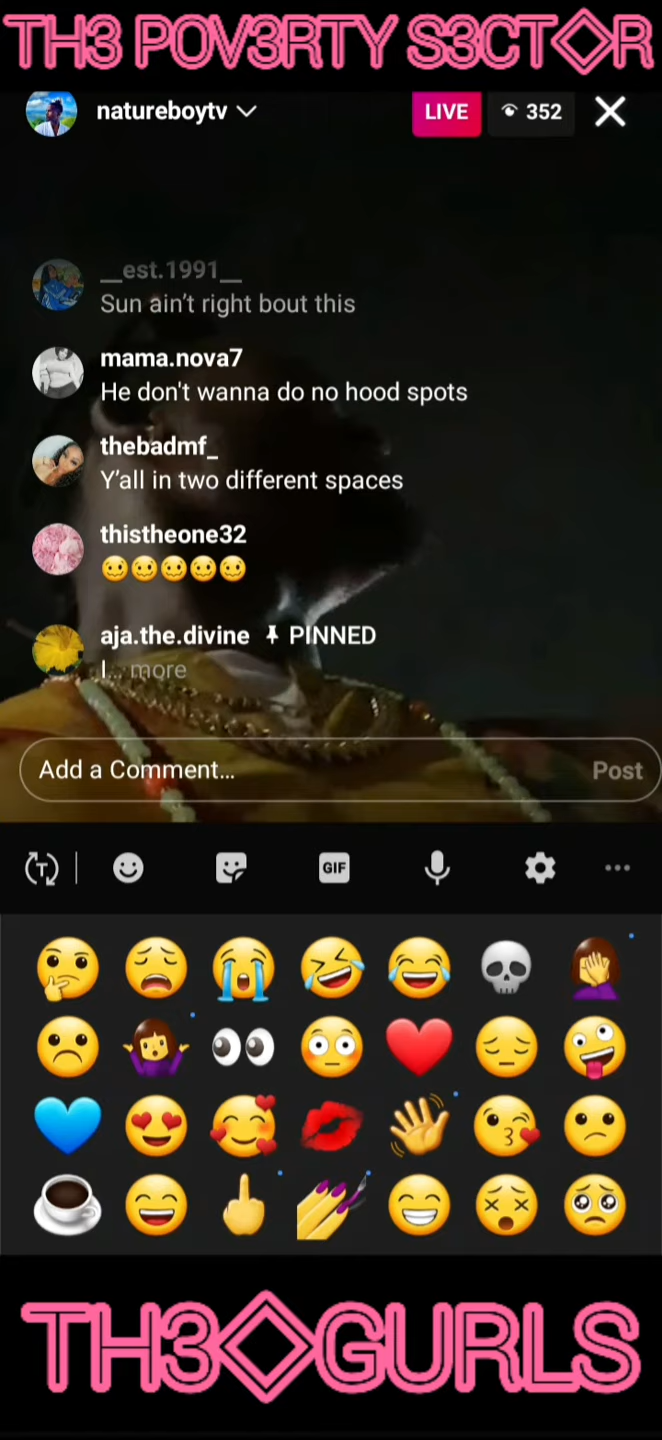 TH3 POV3RTY S3CT◇R
natureboytv
LIVE
352
__est.1991__
Sun ain't right bout this
mama.nova7
He don't wanna do no hood spots
thebadmf_
Y'all in two different spaces
thistheone32
🥴🥴🥴🥴🥴
aja.the.divine PINNED
I... more
Add a Comment...
Post
T
GIF
TH3◇GURLS